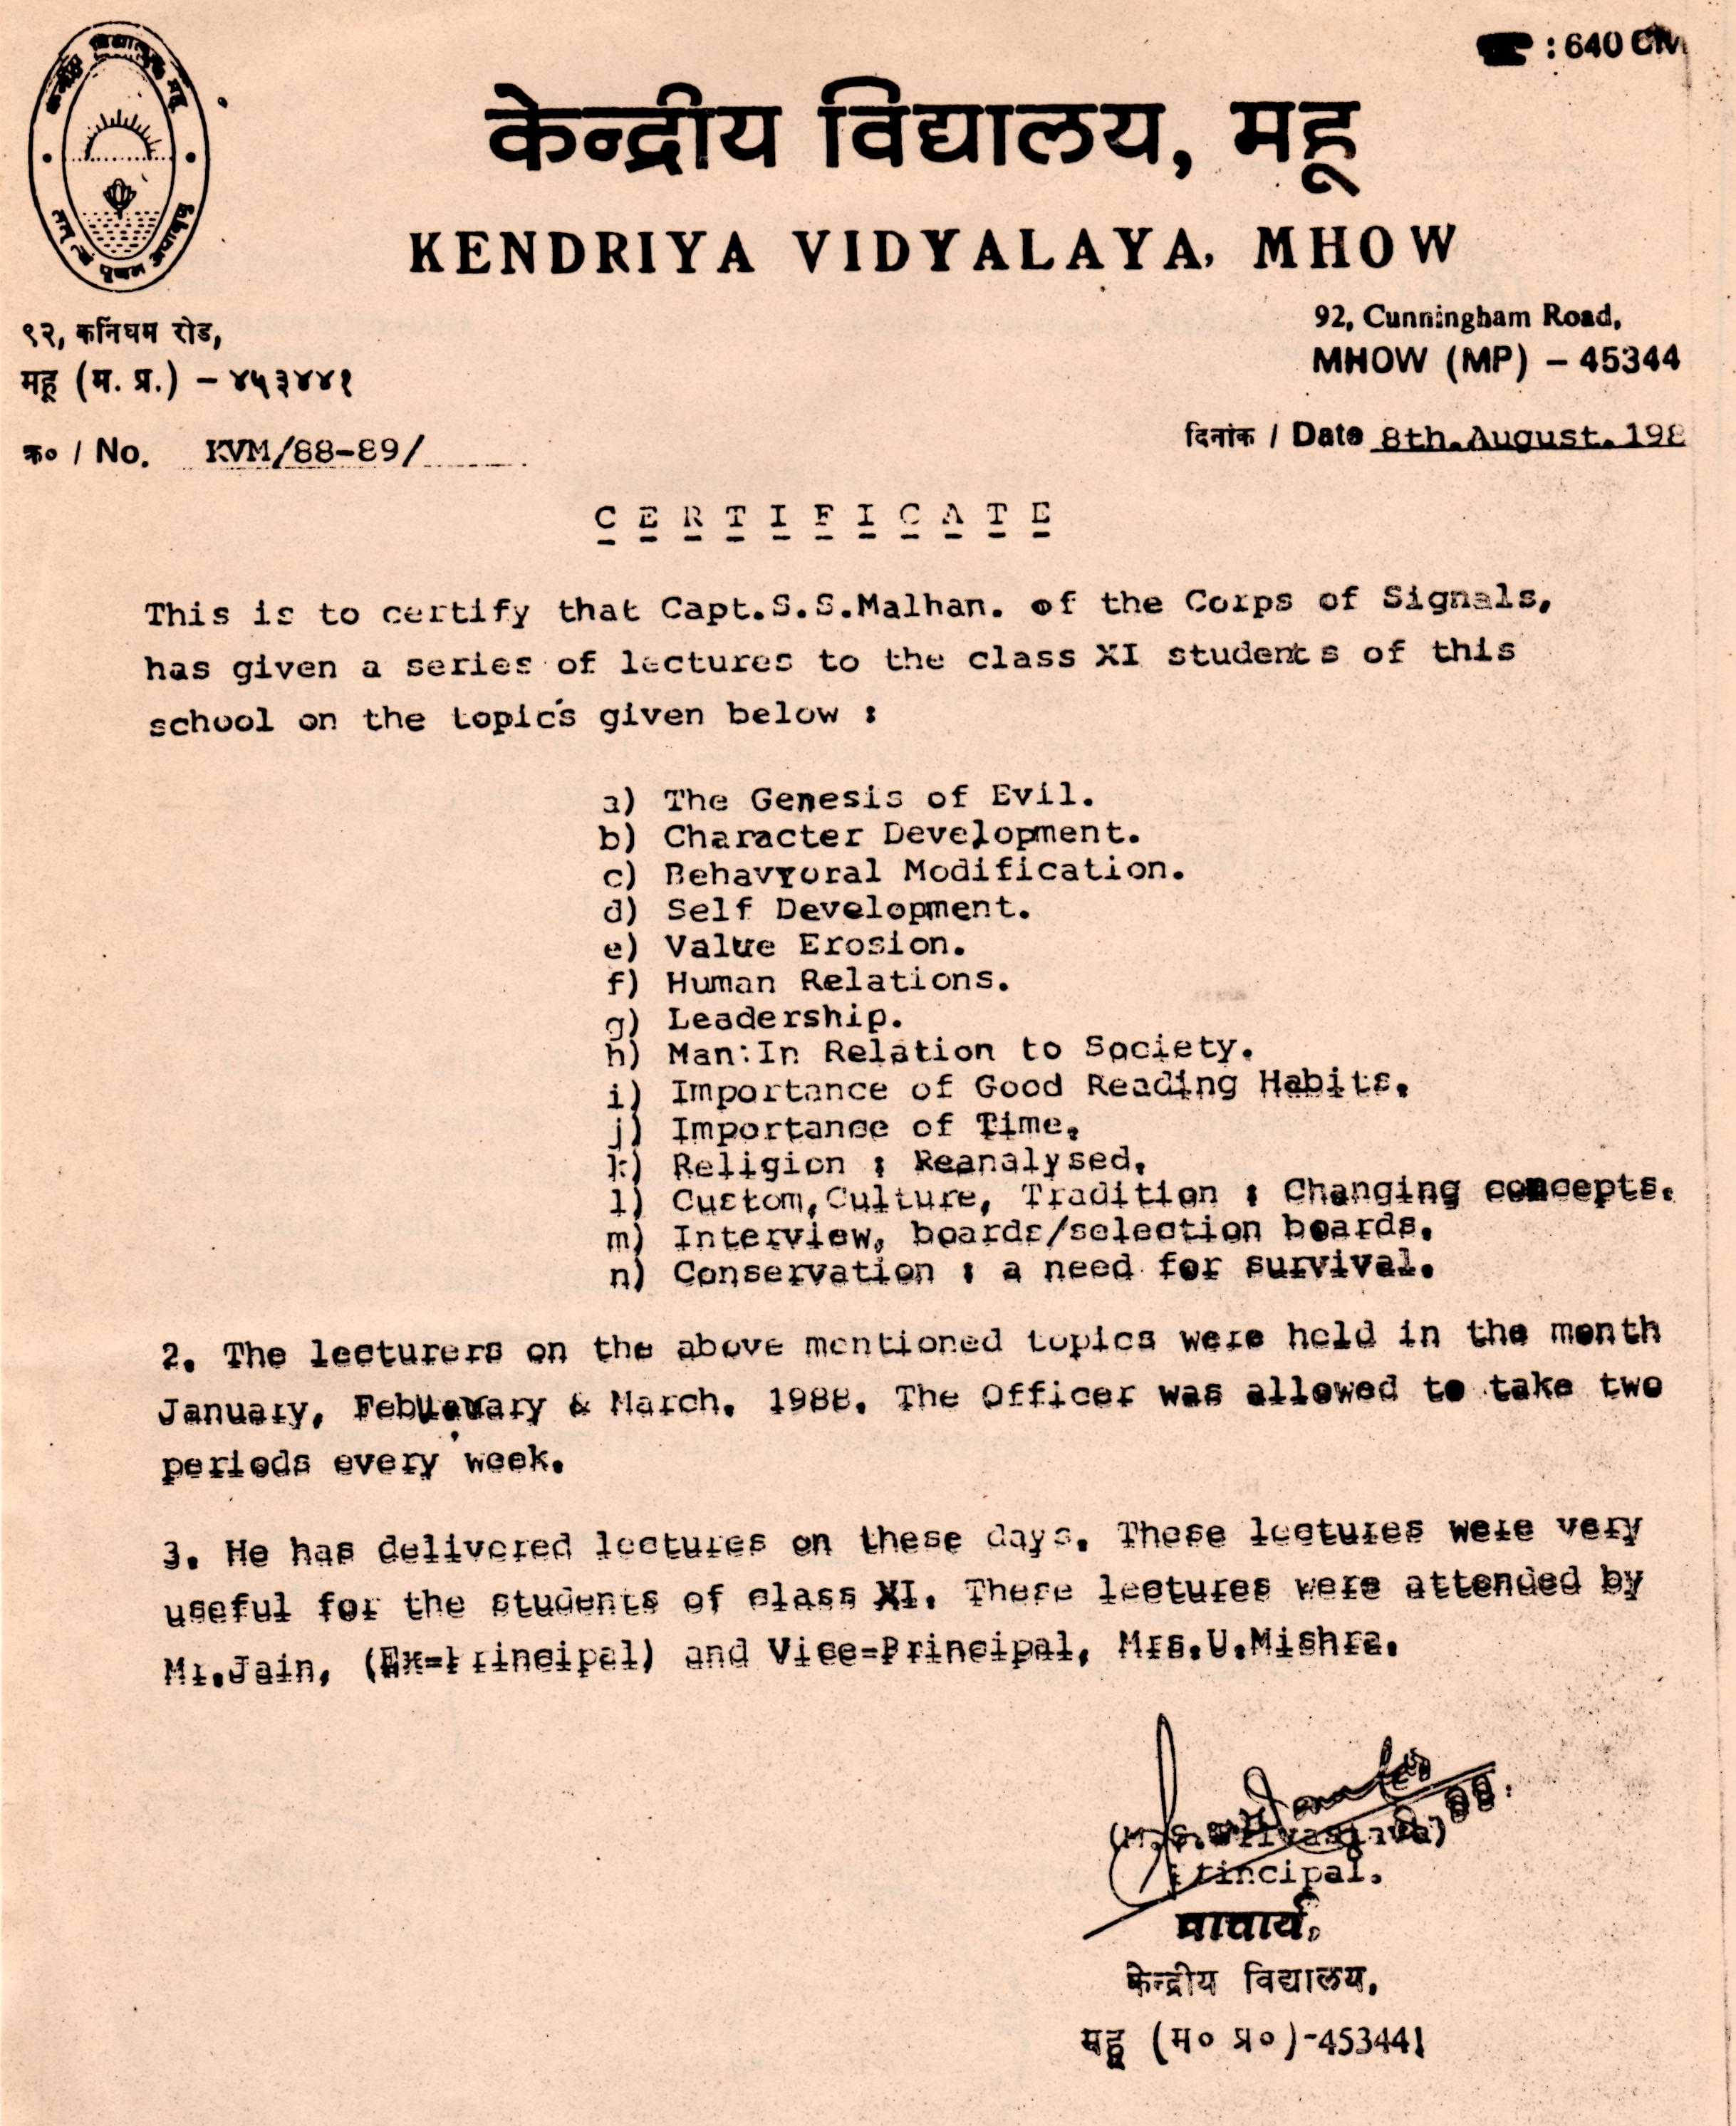 : 640
केन्द्रीय विद्यालय, महू
KENDRIYA VIDYALAYA, MHOW
९२, कनिंघम रोड,
महू (म. प्र.) – ४५३४४१
92, Cunningham Road,
MHOW (MP) – 45344
क्र० / No. KVM/88-89/
दिनांक / Date 8th.August.198
CERTIFICATE
This is to certify that Capt.S.S.Malhan. of the Corps of Signals,
has given a series of lectures to the class XI students of this
school on the topics given below :
a) The Genesis of Evil.
b) Character Development.
c) Behavyoral Modification.
d) Self Development.
e) Value Erosion.
f) Human Relations.
g) Leadership.
h) Man:In Relation to Society.
i) Importance of Good Reading Habits.
j) Importance of Time.
k) Religion : Reanalysed.
l) Custom,Culture, Tradition : Changing concepts.
m) Interview, boards/selection boards.
n) Conservation : a need for survival.
2. The lecturers on the above mentioned topics were held in the month
January, & March. 1988. The Officer was allowed to take two
periods every week.
3. He has delivered lectures on these days. These lectures were very
useful for the students of class XI. These lectures were attended by
Mr.Jain, (Ex-Principal) and Vice-Principal, Mrs.U.Mishra.
Principal.
प्राचार्य,
केन्द्रीय विद्यालय,
महू (म० प्र०)-453441